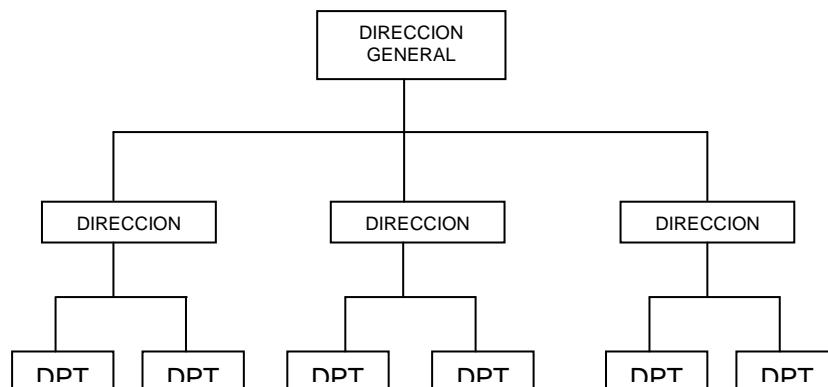 DIRECCION
GENERAL
DIRECCION DIRECCION DIRECCION
DPT DPT DPT DPT DPT DPT